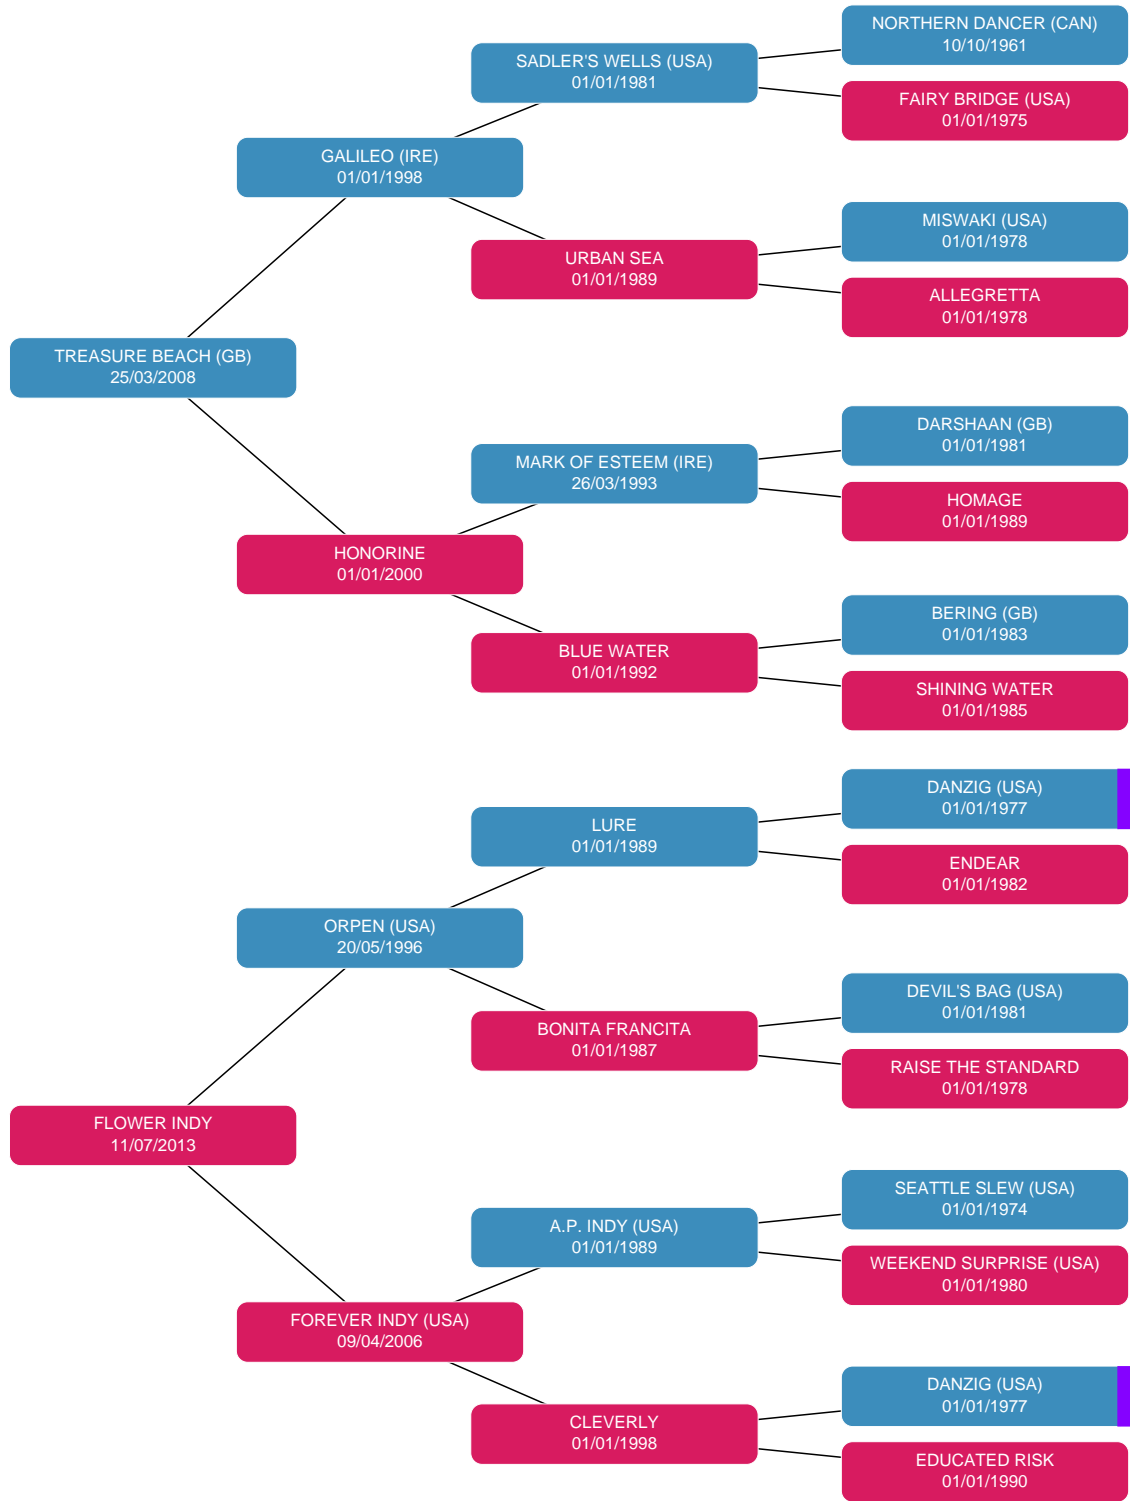 NORTHERN DANCER (CAN)
10/10/1961
SADLER'S WELLS (USA)
01/01/1981
FAIRY BRIDGE (USA)
01/01/1975
GALILEO (IRE)
01/01/1998
MISWAKI (USA)
01/01/1978
URBAN SEA
01/01/1989
ALLEGRETTA
01/01/1978
TREASURE BEACH (GB)
25/03/2008
DARSHAAN (GB)
01/01/1981
MARK OF ESTEEM (IRE)
26/03/1993
HOMAGE
01/01/1989
HONORINE
01/01/2000
BERING (GB)
01/01/1983
BLUE WATER
01/01/1992
SHINING WATER
01/01/1985
DANZIG (USA)
01/01/1977
LURE
01/01/1989
ENDEAR
01/01/1982
ORPEN (USA)
20/05/1996
DEVIL'S BAG (USA)
01/01/1981
BONITA FRANCITA
01/01/1987
RAISE THE STANDARD
01/01/1978
FLOWER INDY
11/07/2013
SEATTLE SLEW (USA)
01/01/1974
A.P. INDY (USA)
01/01/1989
WEEKEND SURPRISE (USA)
01/01/1980
FOREVER INDY (USA)
09/04/2006
DANZIG (USA)
01/01/1977
CLEVERLY
01/01/1998
EDUCATED RISK
01/01/1990